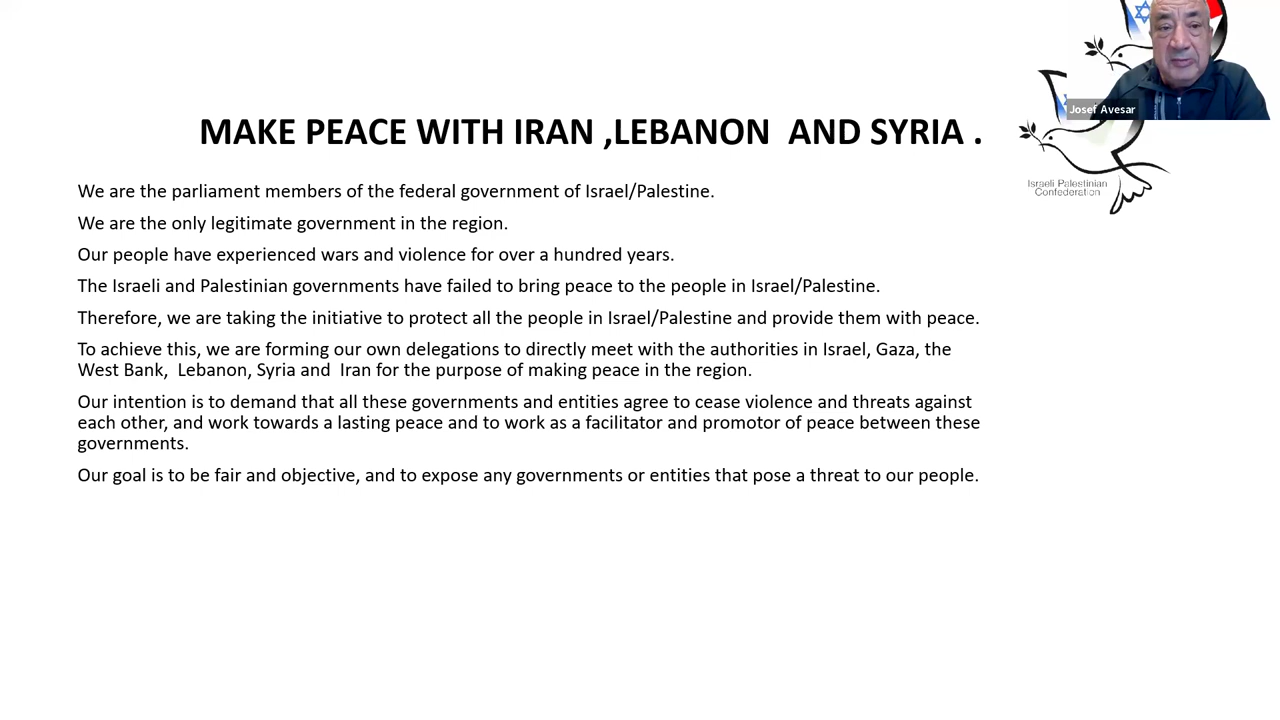 Josef Avesar
MAKE PEACE WITH IRAN ,LEBANON  AND SYRIA .
Israeli Palestinian
Confederation
We are the parliament members of the federal government of Israel/Palestine.
We are the only legitimate government in the region.
Our people have experienced wars and violence for over a hundred years.
The Israeli and Palestinian governments have failed to bring peace to the people in Israel/Palestine.
Therefore, we are taking the initiative to protect all the people in Israel/Palestine and provide them with peace.
To achieve this, we are forming our own delegations to directly meet with the authorities in Israel, Gaza, the
West Bank,  Lebanon, Syria and  Iran for the purpose of making peace in the region.
Our intention is to demand that all these governments and entities agree to cease violence and threats against
each other, and work towards a lasting peace and to work as a facilitator and promotor of peace between these
governments.
Our goal is to be fair and objective, and to expose any governments or entities that pose a threat to our people.